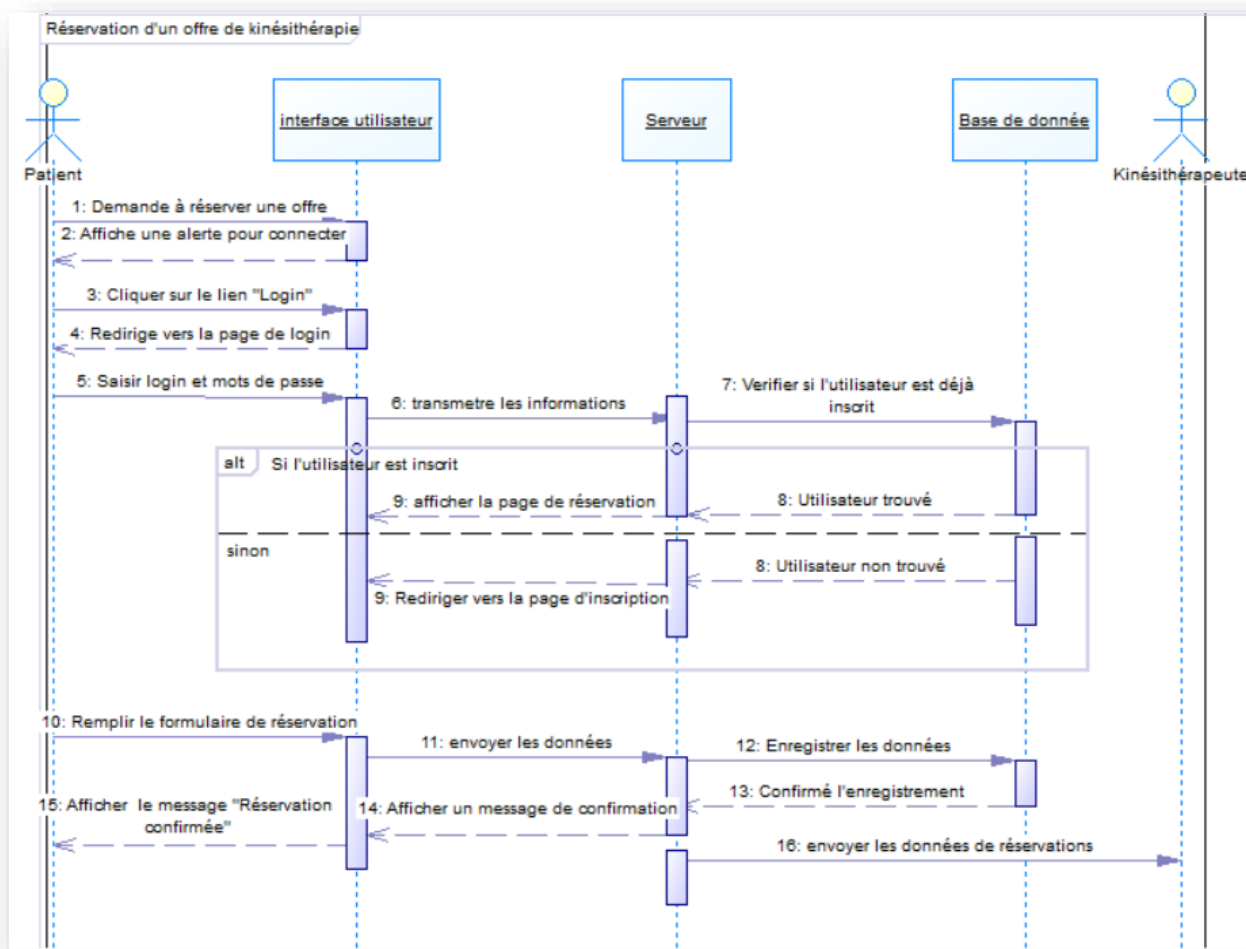 Réservation d'un offre de kinésithérapie
interface utilisateur
Serveur
Base de donnée
Patient
Kinésithérapeute
1: Demande à réserver une offre
2: Affiche une alerte pour connecter
3: Cliquer sur le lien "Login"
4: Redirige vers la page de login
5: Saisir login et mots de passe
6: transmetre les informations
7: Verifier si l'utilisateur est déjà
inscrit
alt
Si l'utilisateur est inscrit
9: afficher la page de réservation
8: Utilisateur trouvé
sinon
8: Utilisateur non trouvé
9: Rediriger vers la page d'inscription
10: Remplir le formulaire de réservation
11: envoyer les données
12: Enregistrer les données
13: Confirmé l'enregistrement
14: Afficher un message de confirmation
15: Afficher le message "Réservation
confirmée"
16: envoyer les données de réservations